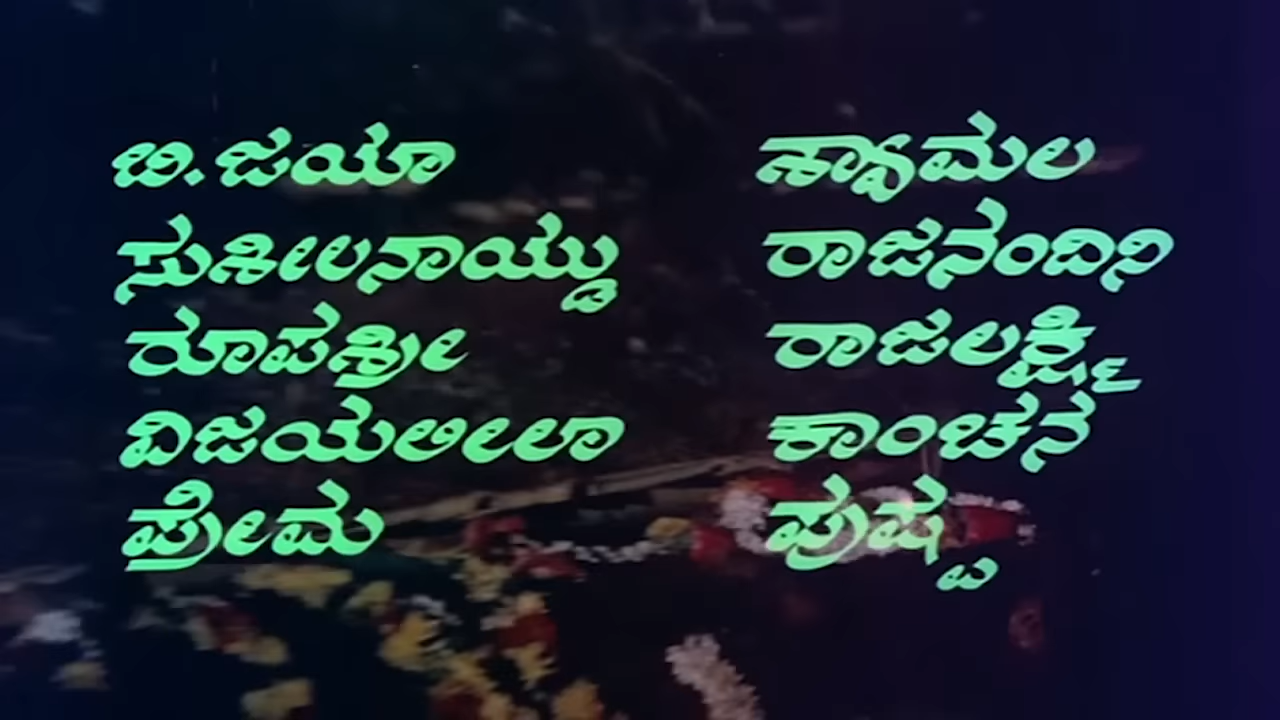 ಬಿ.ಜಯಾ
ಸುಶೀಲನಾಯ್ಡು
ರೂಪಶ್ರೀ
ವಿಜಯಲೀಲಾ
ಪ್ರೇಮ
ಶ್ಯಾಮಲ
ರಾಜನಂದಿನಿ
ರಾಜಲಕ್ಷ್ಮಿ
ಕಾಂಚನ
ಪುಷ್ಪ